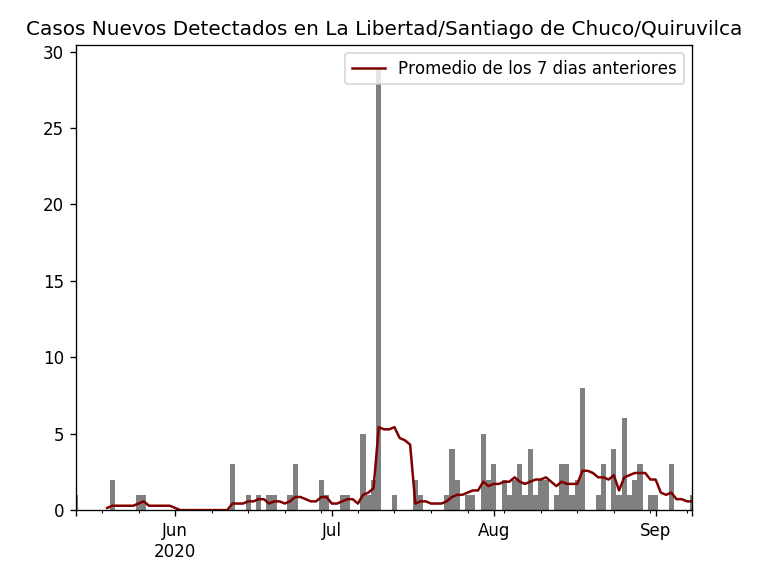 Casos Nuevos Detectados en La Libertad/Santiago de Chuco/Quiruvilca
Promedio de los 7 dias anteriores
30
25
20
15
10
5
0
Jun Jul Aug Sep
2020